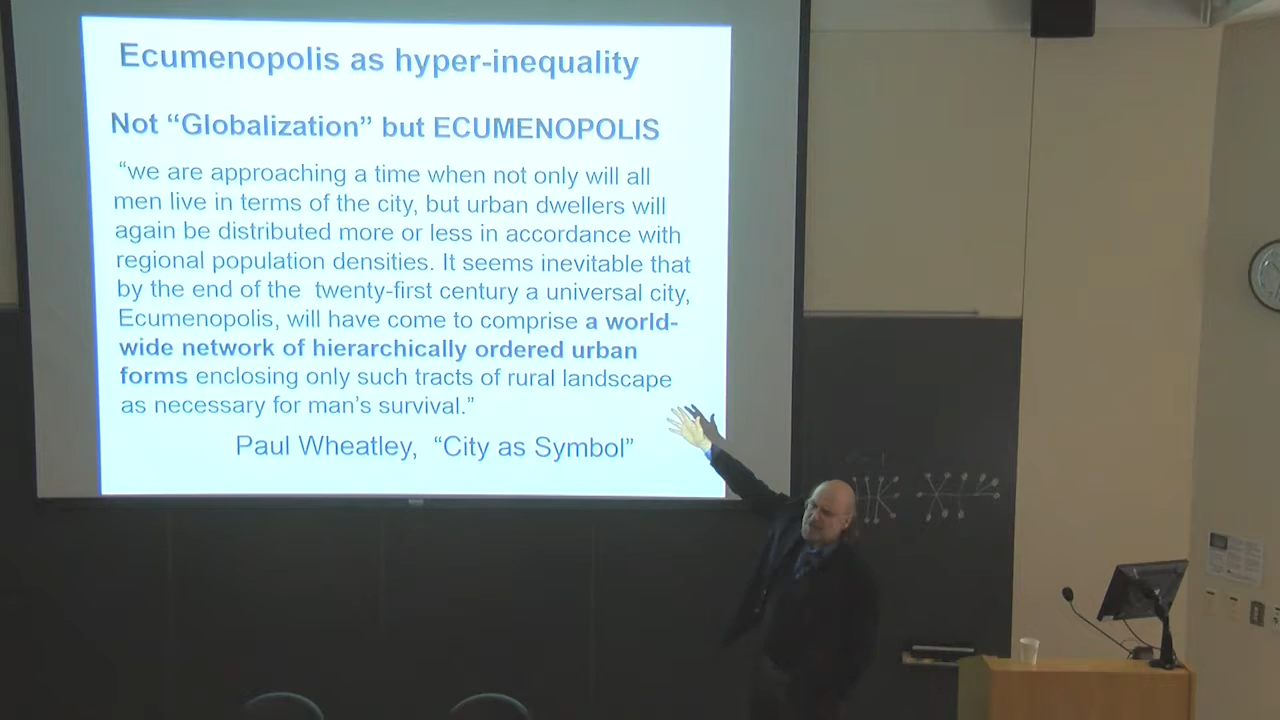 Ecumenopolis as hyper-inequality
Not “Globalization” but ECUMENOPOLIS
“we are approaching a time when not only will all
men live in terms of the city, but urban dwellers will
again be distributed more or less in accordance with
regional population densities. It seems inevitable that
by the end of the twenty-first century a universal city,
Ecumenopolis, will have come to comprise a world-
wide network of hierarchically ordered urban
forms enclosing only such tracts of rural landscape
as necessary for man’s survival.”
Paul Wheatley, “City as Symbol”